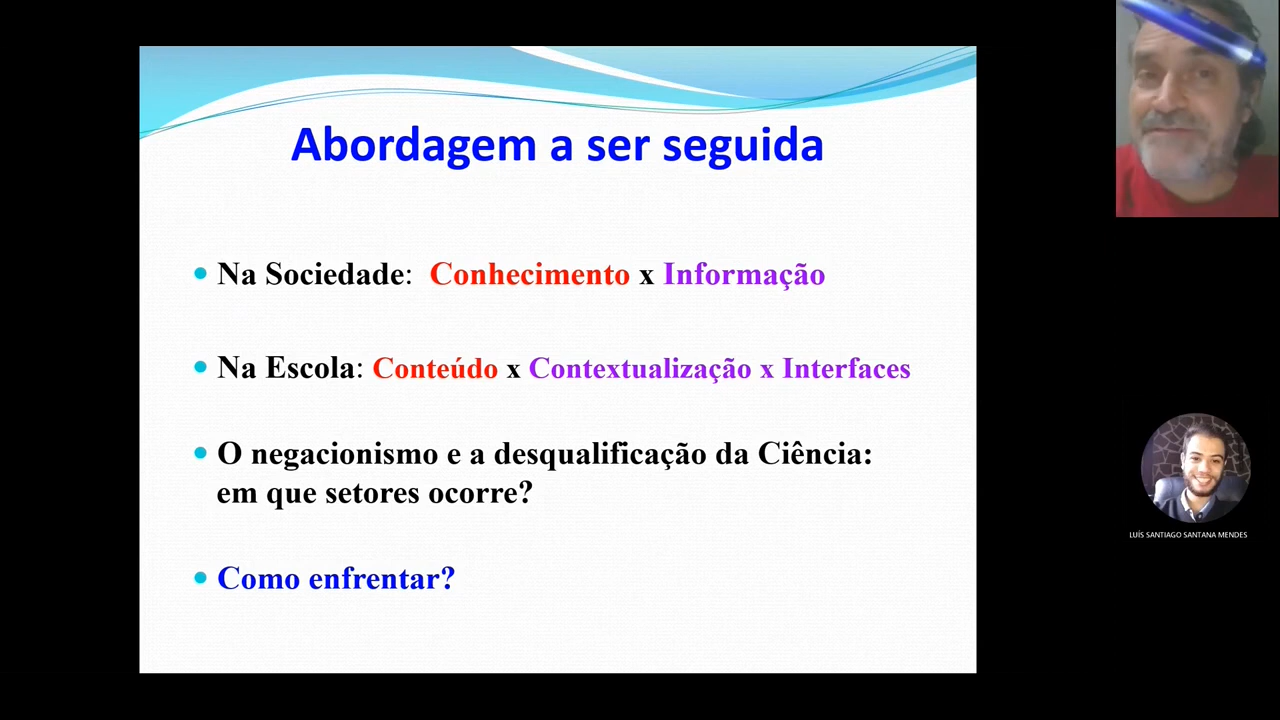 Abordagem a ser seguida
• Na Sociedade: Conhecimento x Informação
• Na Escola: Conteúdo x Contextualização x Interfaces
• O negacionismo e a desqualificação da Ciência:
em que setores ocorre?
• Como enfrentar?
LUÍS SANTIAGO SANTANA MENDES